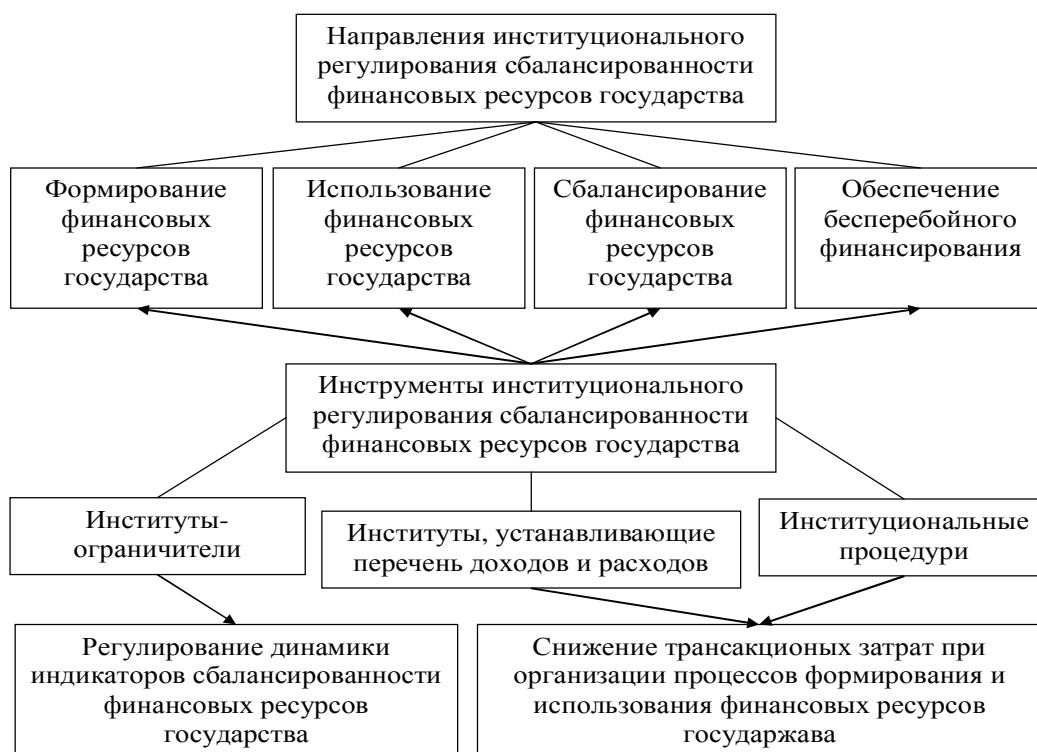 Направления институционального
регулирования сбалансированности
финансовых ресурсов государства
Формирование
финансовых
ресурсов
государства
Использование
финансовых
ресурсов
государства
Сбалансирование
финансовых
ресурсов
государства
Обеспечение
бесперебойного
финансирования
Инструменты институционального
регулирования сбалансированности
финансовых ресурсов государства
Институты-
ограничители
Институты, устанавливающие
перечень доходов и расходов
Институциональные
процедури
Регулирование динамики
индикаторов сбалансированности
финансовых ресурсов
государства
Снижение трансакционых затрат при
организации процессов формирования и
использования финансовых ресурсов
государжава